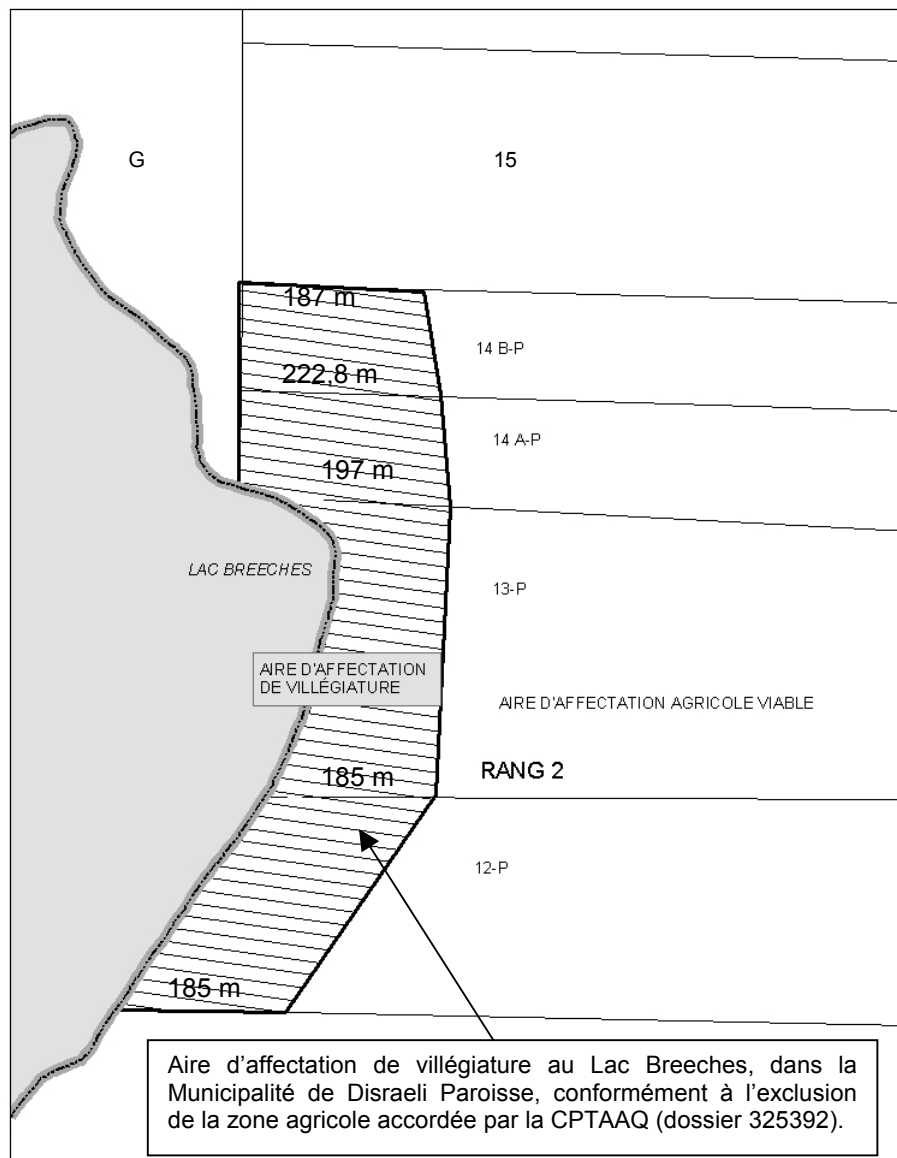 G
15
187 m
14 B-P
222,8 m
14 A-P
197 m
LAC BREECHES
13-P
AIRE D'AFFECTATION
DE VILLÉGIATURE
AIRE D'AFFECTATION AGRICOLE VIABLE
185 m
RANG 2
12-P
185 m
Aire d’affectation de villégiature au Lac Breeches, dans la
Municipalité de Disraeli Paroisse, conformément à l’exclusion
de la zone agricole accordée par la CPTAAQ (dossier 325392).